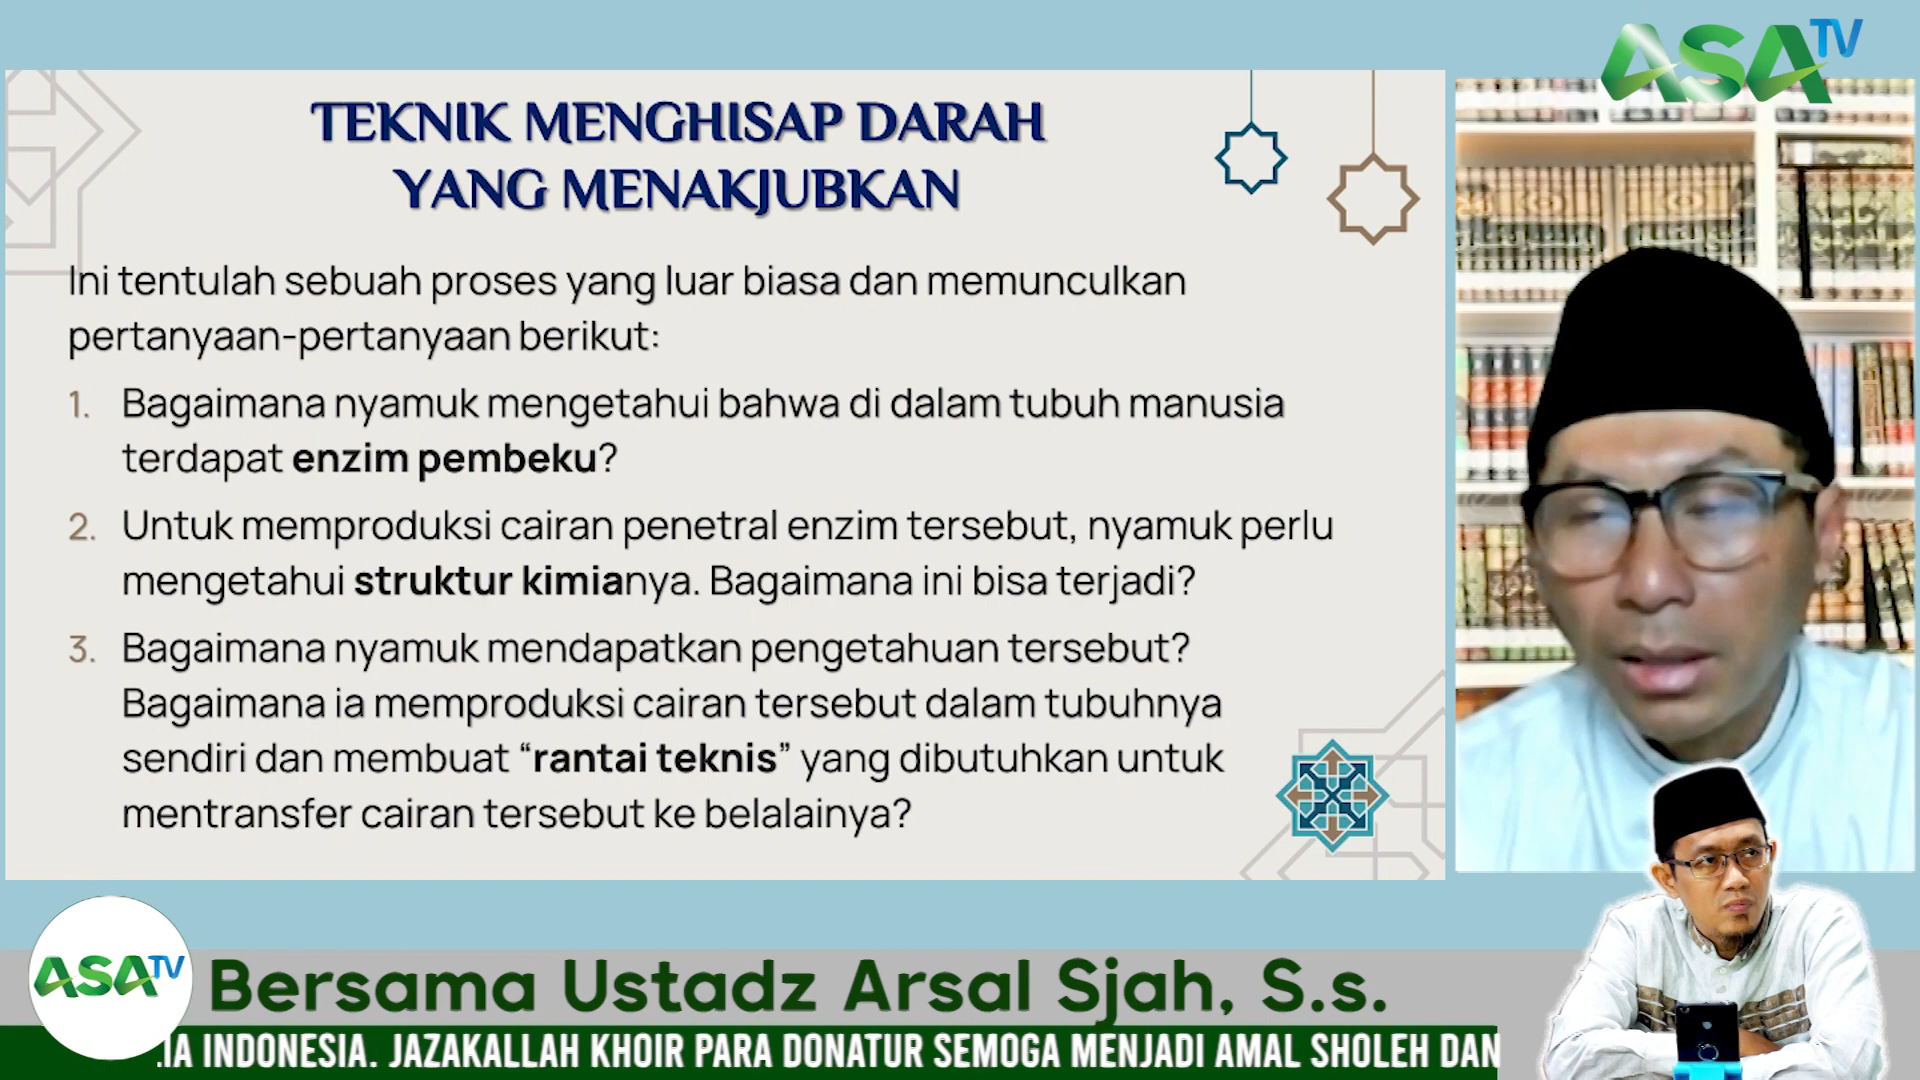 ASA TV
TEKNIK MENGHISAP DARAH
YANG MENAKJUBKAN
Ini tentulah sebuah proses yang luar biasa dan memunculkan
pertanyaan-pertanyaan berikut:
1. Bagaimana nyamuk mengetahui bahwa di dalam tubuh manusia
terdapat enzim pembeku?
2. Untuk memproduksi cairan penetral enzim tersebut, nyamuk perlu
mengetahui struktur kimianya. Bagaimana ini bisa terjadi?
3. Bagaimana nyamuk mendapatkan pengetahuan tersebut?
Bagaimana ia memproduksi cairan tersebut dalam tubuhnya
sendiri dan membuat “rantai teknis” yang dibutuhkan untuk
mentransfer cairan tersebut ke belalainya?
ASA TV
Bersama Ustadz Arsal Sjah, S.s.
IA INDONESIA. JAZAKALLAH KHOIR PARA DONATUR SEMOGA MENJADI AMAL SHOLEH DAN